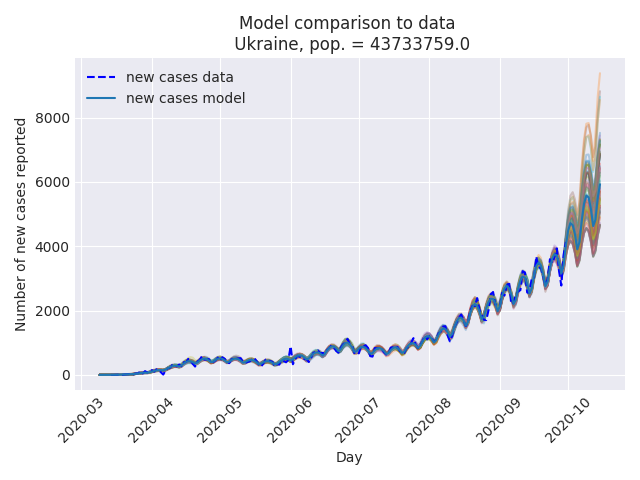 Model comparison to data
Ukraine, pop. = 43733759.0
new cases data
new cases model
Number of new cases reported
8000
6000
4000
2000
0
2020-03
2020-04
2020-05
2020-06
2020-07
2020-08
2020-09
2020-10
Day